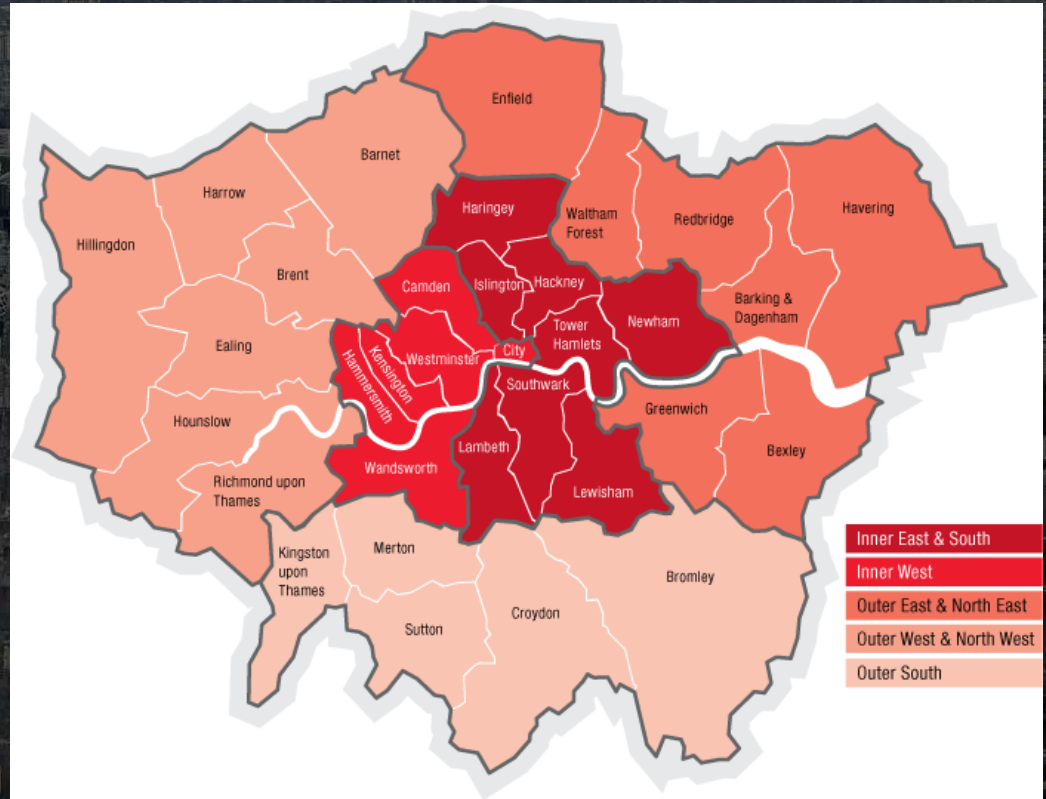 Enfield
Barnet
Harrow
Haringey
Waltham
Forest
Redbridge
Havering
Hillingdon
Brent
Camden
Islington
Hackney
Newham
Barking &
Dagenham
Tower
Hamlets
Ealing
Westminster
City
Kensington
Hammersmith
Southwark
Greenwich
Hounslow
Lambeth
Bexley
Wandsworth
Richmond upon
Thames
Lewisham
Kingston
upon
Thames
Merton
Bromley
Croydon
Sutton
Inner East & South
Inner West
Outer East & North East
Outer West & North West
Outer South